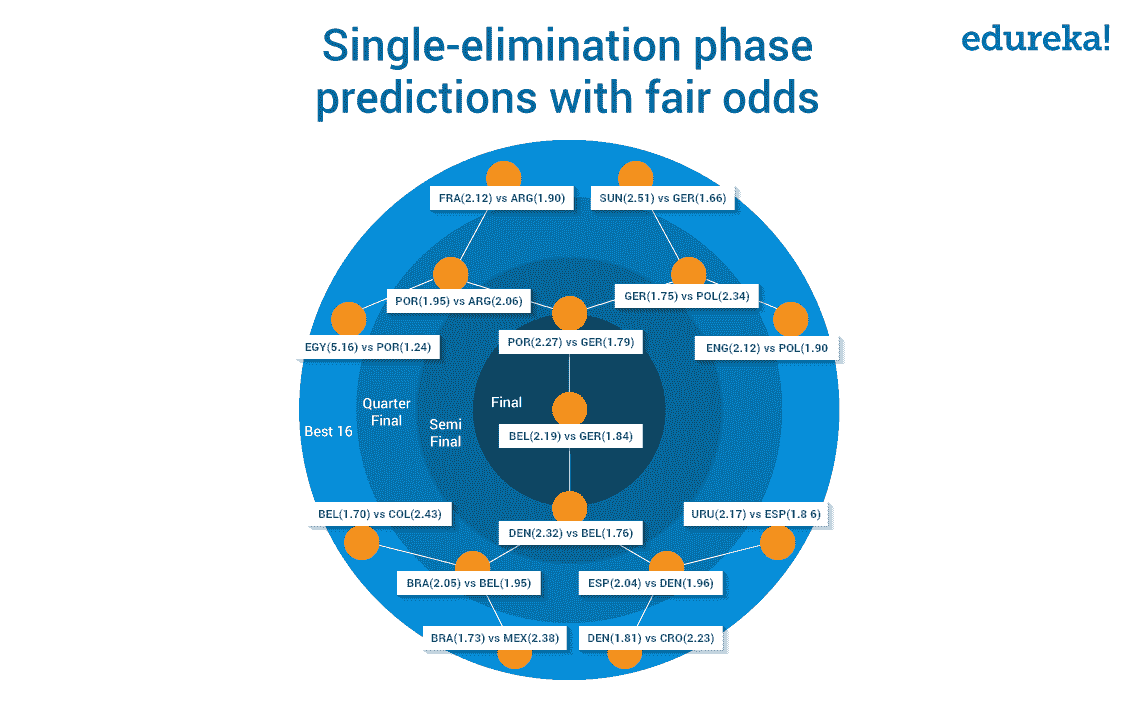 Single-elimination phase
predictions with fair odds
edureka!
FRA(2.12) vs ARG(1.90)
SUN(2.51) vs GER(1.66)
POR(1.95) vs ARG(2.06)
GER(1.75) vs POL(2.34)
EGY(5.16) vs POR(1.24)
POR(2.27) vs GER(1.79)
ENG(2.12) vs POL(1.90
Final
Quarter
Final
Semi
Final
Best 16
BEL(2.19) vs GER(1.84)
BEL(1.70) vs COL(2.43)
URU(2.17) vs ESP(1.8 6)
DEN(2.32) vs BEL(1.76)
BRA(2.05) vs BEL(1.95)
ESP(2.04) vs DEN(1.96)
BRA(1.73) vs MEX(2.38)
DEN(1.81) vs CRO(2.23)